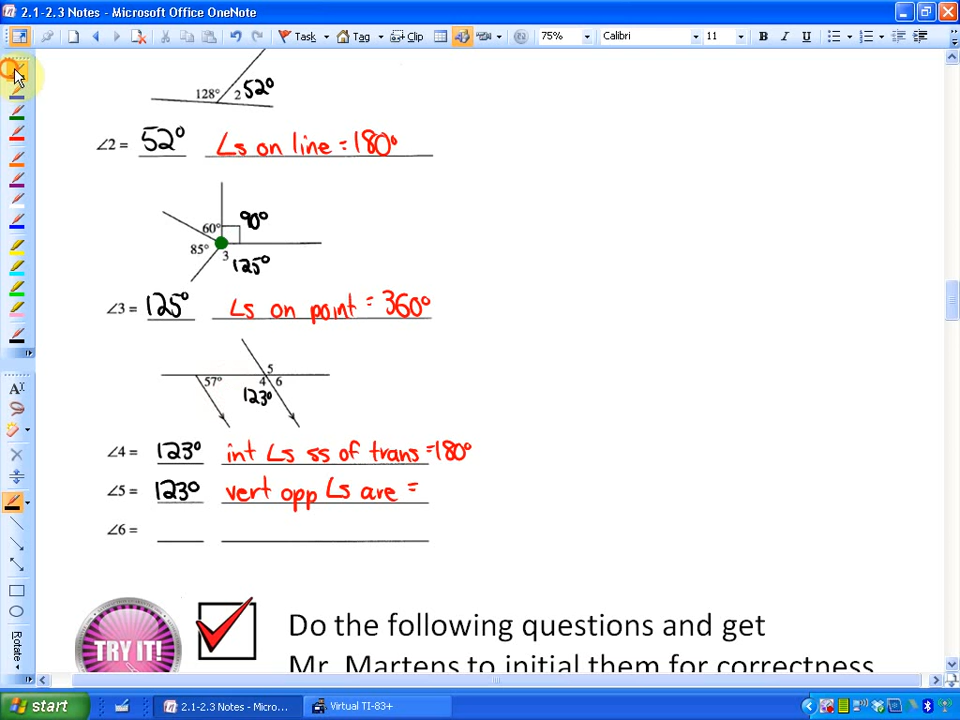 2.1-2.3 Notes - Microsoft Office OneNote
Task Tag Clip 75% Calibri 11 B I U
128° 2 52°
∠2 = 52° ∠s on line = 180°
60° 90°
85° 3 125°
∠3 = 125° ∠s on point = 360°
5
57° 4 6
123°
∠4 = 123° int ∠s ss of trans = 180°
∠5 = 123° vert opp ∠s are =
∠6 =
Rotate
TRY IT!
Do the following questions and get
Mr. Martens to initial them for correctness
start 2.1-2.3 Notes - Micro... Virtual TI-83+